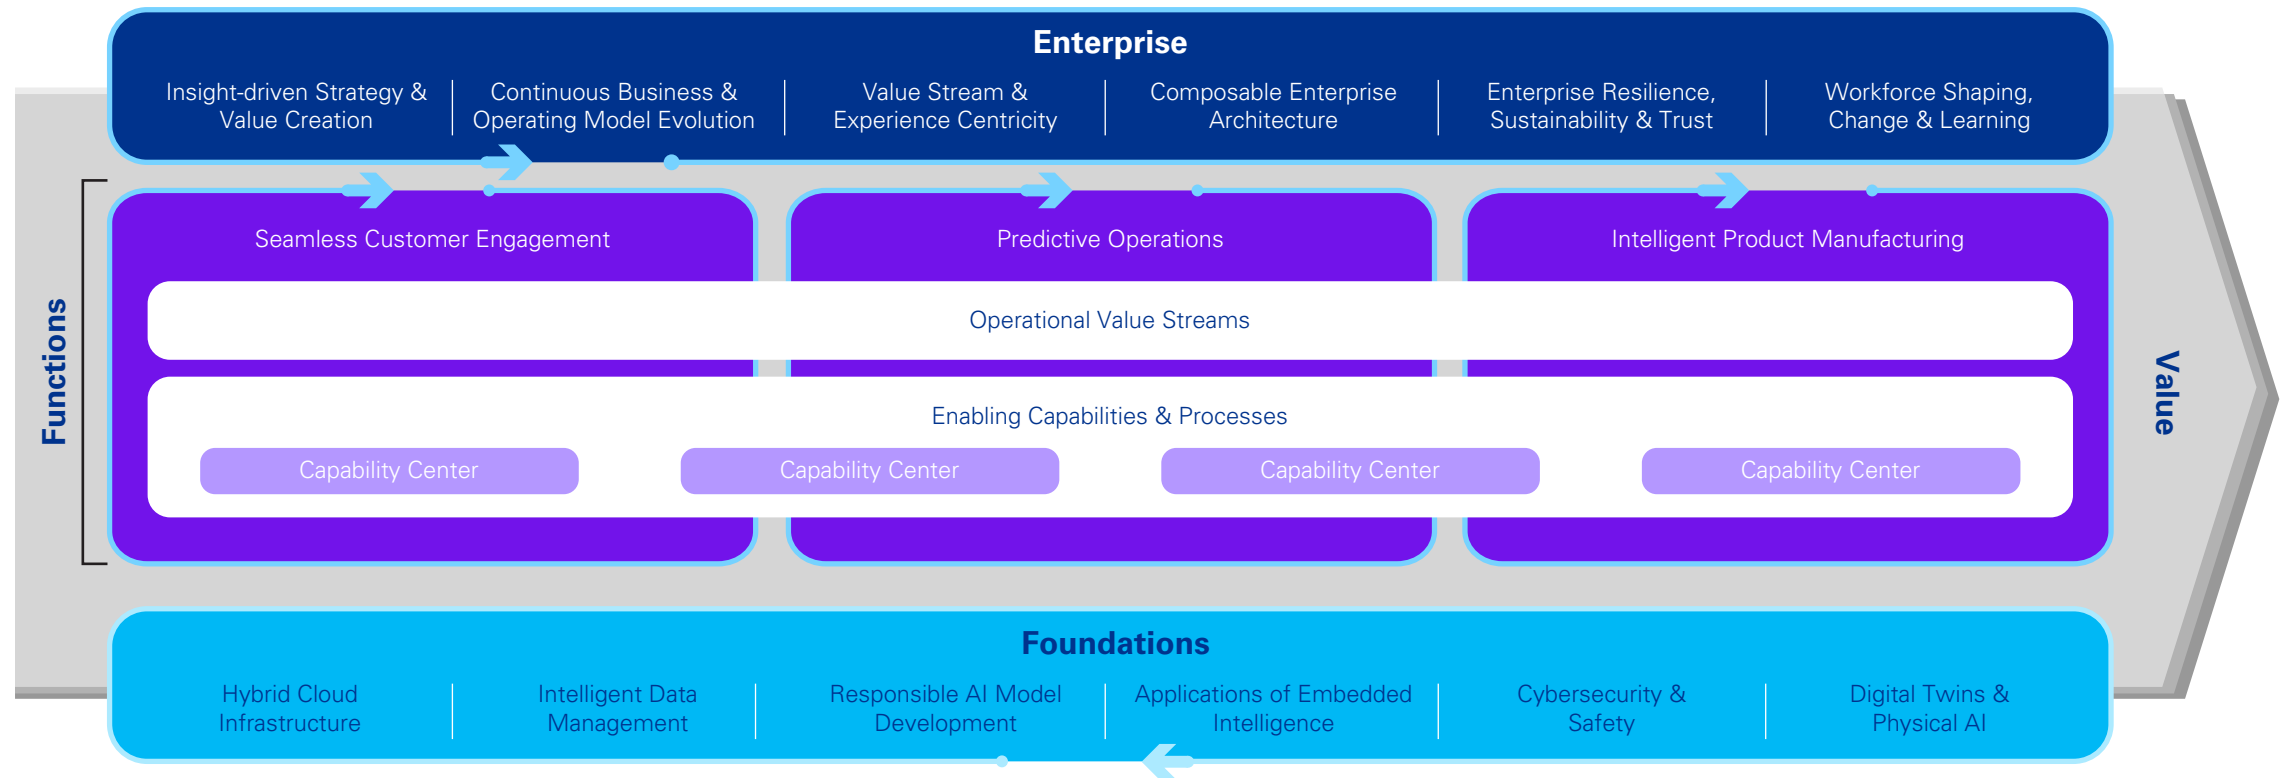 Enterprise
Insight-driven Strategy &
Value Creation
Continuous Business &
Operating Model Evolution
Value Stream &
Experience Centricity
Composable Enterprise
Architecture
Enterprise Resilience,
Sustainability & Trust
Workforce Shaping,
Change & Learning
Functions
Seamless Customer Engagement
Predictive Operations
Intelligent Product Manufacturing
Operational Value Streams
Enabling Capabilities & Processes
Capability Center
Capability Center
Capability Center
Capability Center
Value
Foundations
Hybrid Cloud
Infrastructure
Intelligent Data
Management
Responsible AI Model
Development
Applications of Embedded
Intelligence
Cybersecurity &
Safety
Digital Twins &
Physical AI